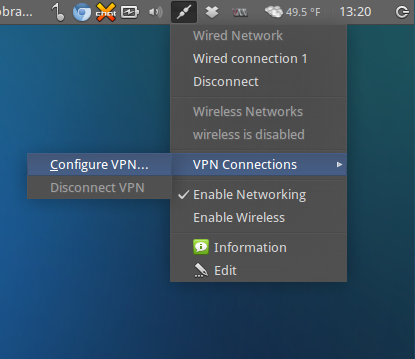 obra...
49.5 °F
13:20
Wired Network
Wired connection 1
Disconnect
Wireless Networks
wireless is disabled
Configure VPN...
VPN Connections
Disconnect VPN
Enable Networking
Enable Wireless
Information
Edit